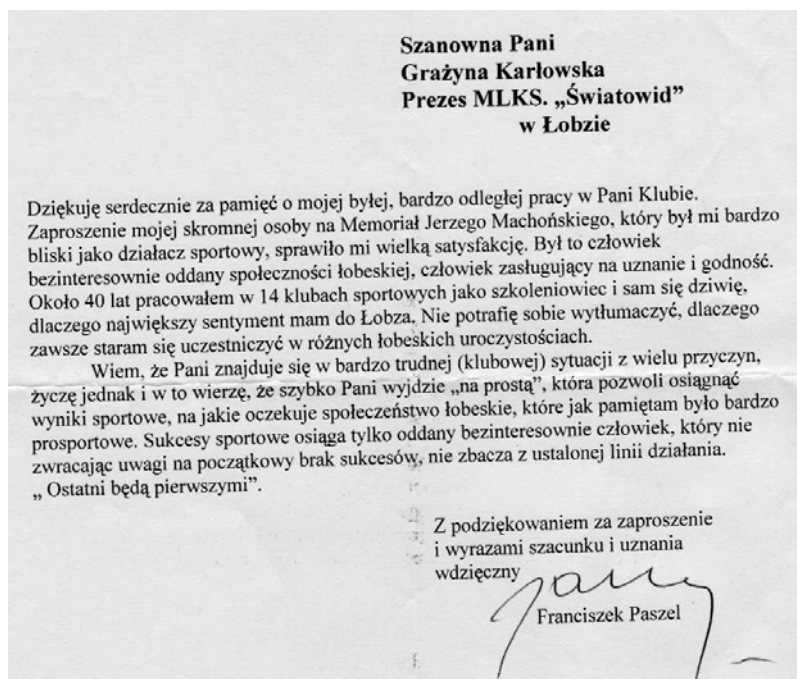 Szanowna Pani
Grażyna Karłowska
Prezes MLKS. „Światowid”
w Łobzie
Dziękuję serdecznie za pamięć o mojej byłej, bardzo odległej pracy w Pani Klubie.
Zaproszenie mojej skromnej osoby na Memoriał Jerzego Machońskiego, który był mi bardzo
bliski jako działacz sportowy, sprawiło mi wielką satysfakcję. Był to człowiek
bezinteresownie oddany społeczności łobeskiej, człowiek zasługujący na uznanie i godność.
Około 40 lat pracowałem w 14 klubach sportowych jako szkoleniowiec i sam się dziwię,
dlaczego największy sentyment mam do Łobza. Nie potrafię sobie wytłumaczyć, dlaczego
zawsze staram się uczestniczyć w różnych łobeskich uroczystościach.
Wiem, że Pani znajduje się w bardzo trudnej (klubowej) sytuacji z wielu przyczyn,
życzę jednak i w to wierzę, że szybko Pani wyjdzie „na prostą”, która pozwoli osiągnąć
wyniki sportowe, na jakie oczekuje społeczeństwo łobeskie, które jak pamiętam było bardzo
prosportowe. Sukcesy sportowe osiąga tylko oddany bezinteresownie człowiek, który nie
zwracając uwagi na początkowy brak sukcesów, nie zbacza z ustalonej linii działania.
„ Ostatni będą pierwszymi”.
Z podziękowaniem za zaproszenie
i wyrazami szacunku i uznania
wdzięczny
Franciszek Paszel